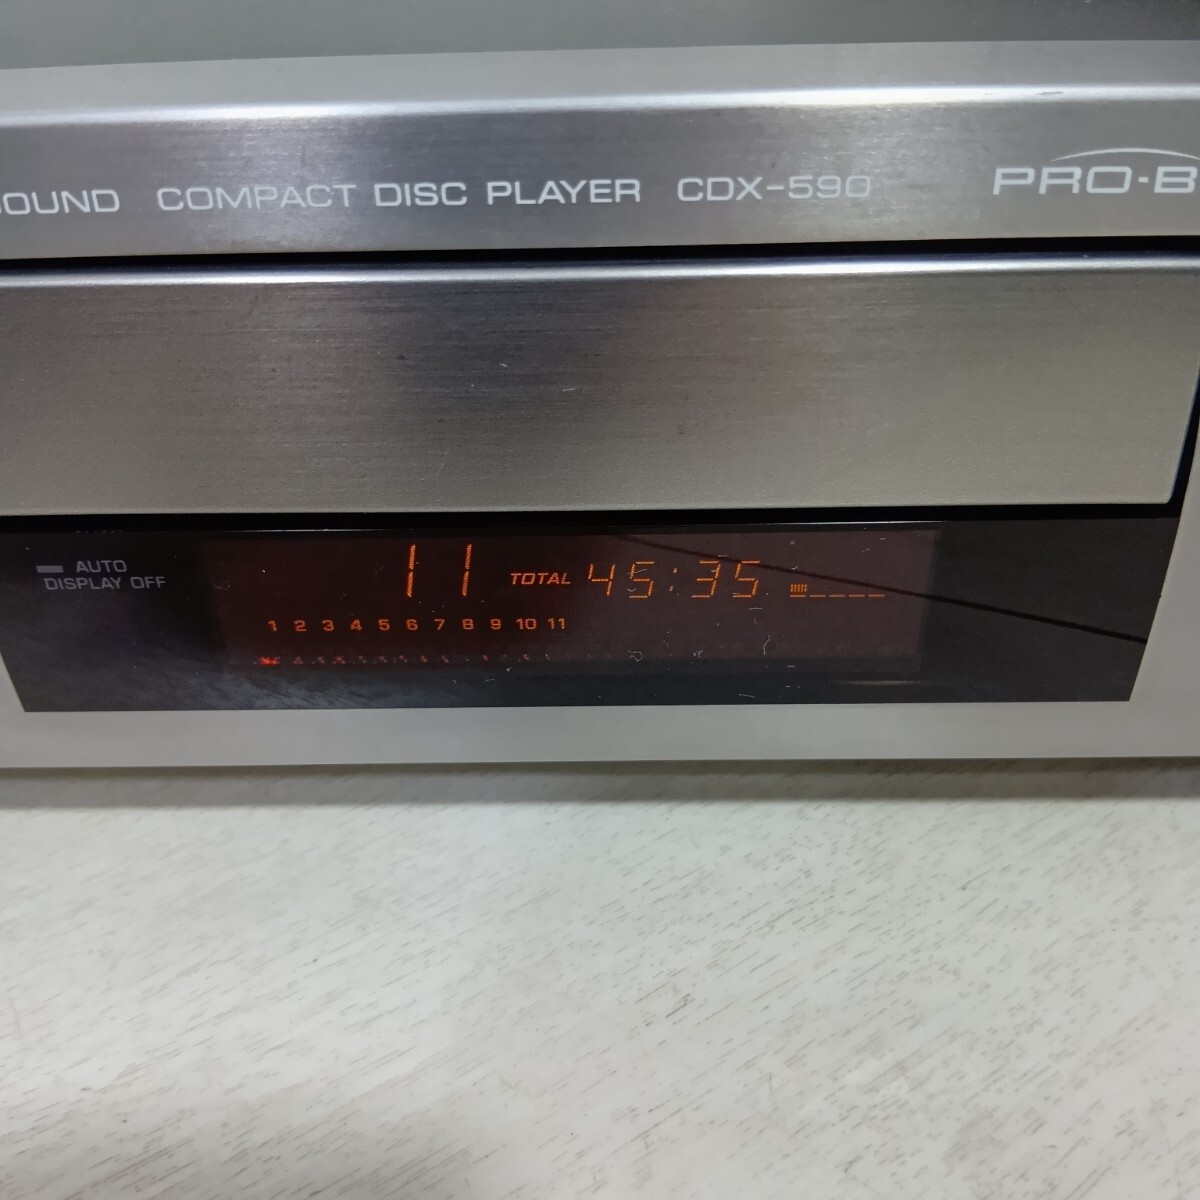 COMPACT DISC PLAYER CDX-590 PRO-B
AUTO
DISPLAY OFF
11 TOTAL 45:35
1 2 3 4 5 6 7 8 9 10 11